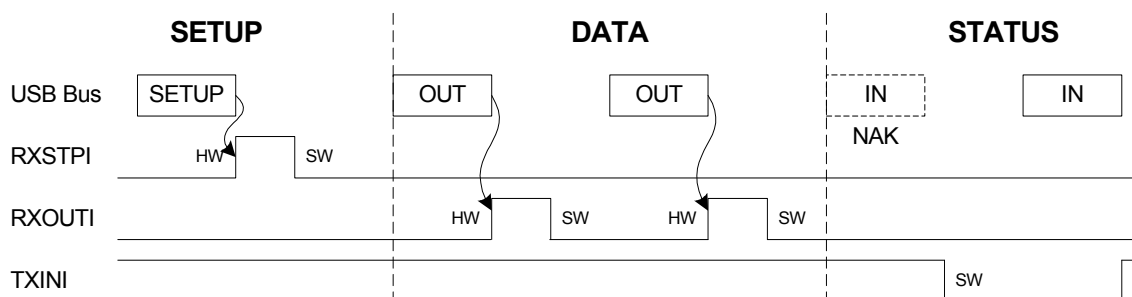 SETUP DATA STATUS
USB Bus SETUP OUT OUT IN IN
NAK
RXSTPI HW SW
RXOUTI HW SW HW SW
TXINI SW